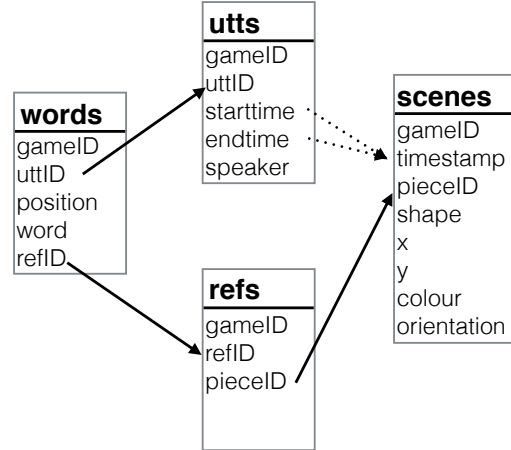 utts
gameID
uttID
starttime
endtime
speaker
words
gameID
uttID
position
word
refID
refs
gameID
refID
pieceID
scenes
gameID
timestamp
pieceID
shape
x
y
colour
orientation